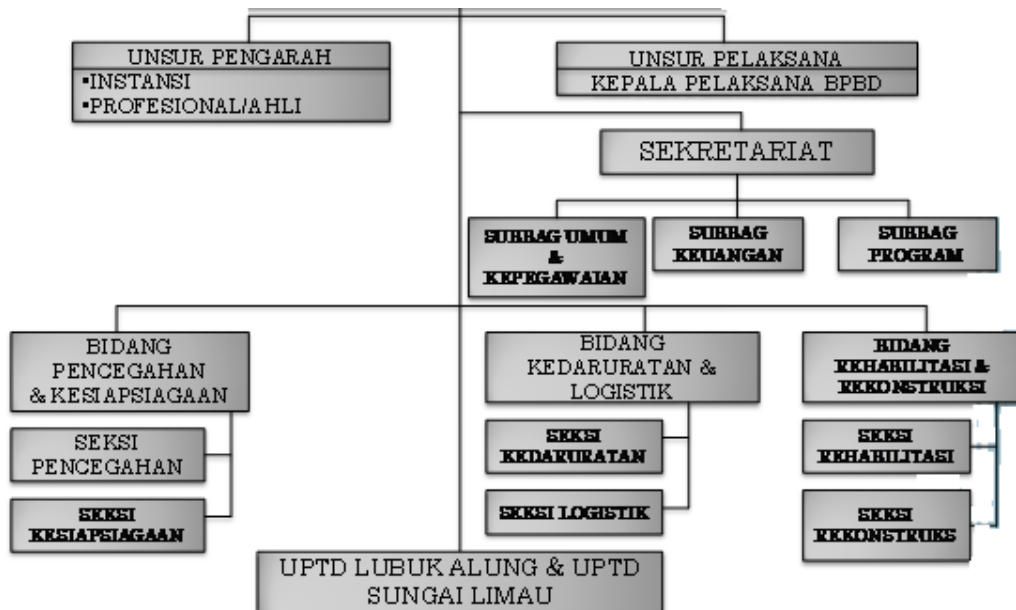 UNSUR PENGARAH
▪INSTANSI
▪PROFESIONAL/AHLI
UNSUR PELAKSANA
KEPALA PELAKSANA BPBD
SEKRETARIAT
SUBBAG UMUM
&
KEPEGAWAIAN
SUBBAG
KEUANGAN
SUBBAG
PROGRAM
BIDANG
PENCEGAHAN
& KESIAPSIAGAAN
SEKSI
PENCEGAHAN
SEKSI
KESIAPSIAGAAN
BIDANG
KEDARURATAN &
LOGISTIK
SEKSI
KEDARURATAN
SEKSI LOGISTIK
BIDANG
REHABILITASI &
REKONSTRUKSI
SEKSI
REHABILITASI
SEKSI
REKONSTRUKS
UPTD LUBUK ALUNG & UPTD
SUNGAI LIMAU